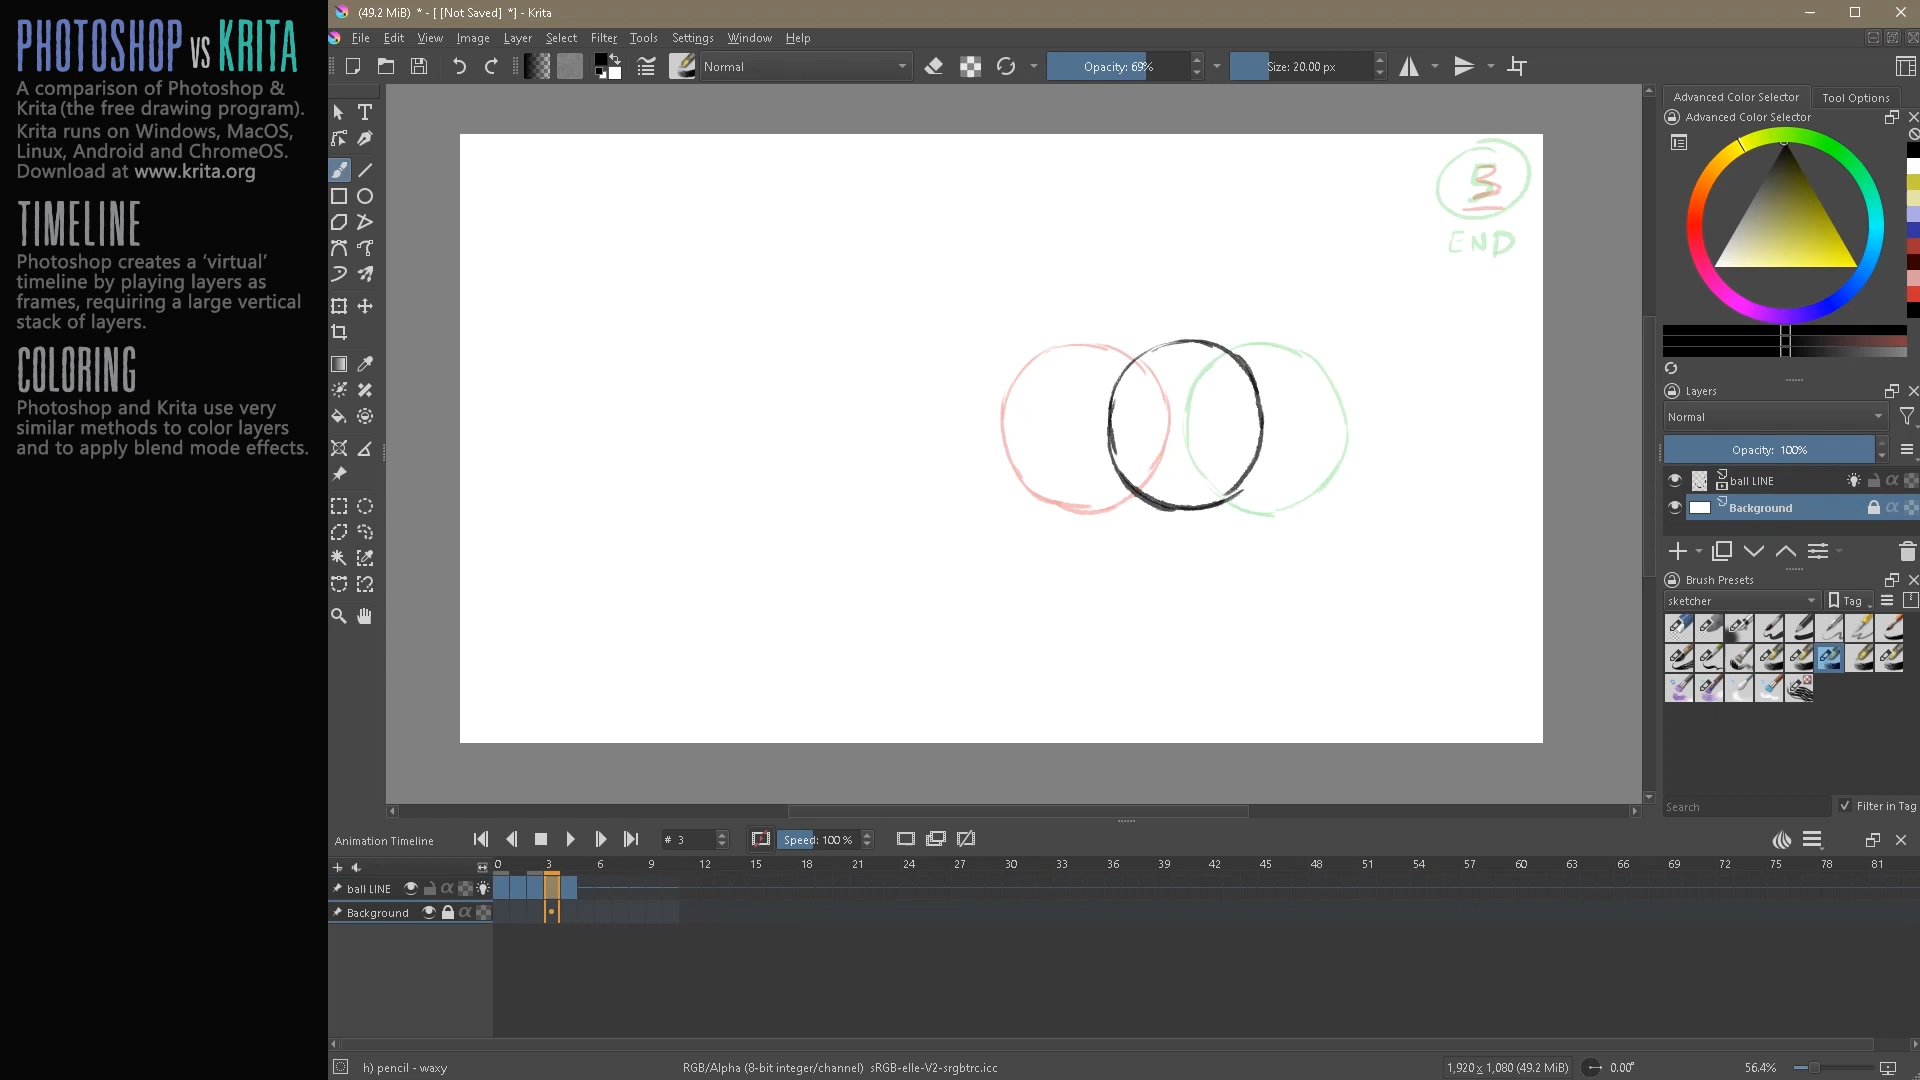 PHOTOSHOP VS KRITA
A comparison of Photoshop &
Krita (the free drawing program).
Krita runs on Windows, MacOS,
Linux, Android and ChromeOS.
Download at www.krita.org
TIMELINE
Photoshop creates a 'virtual'
timeline by playing layers as
frames, requiring a large vertical
stack of layers.
COLORING
Photoshop and Krita use very
similar methods to color layers
and to apply blend mode effects.
(49.2 MiB) * - [ [Not Saved] *] - Krita
File Edit View Image Layer Select Filter Tools Settings Window Help
Normal
Opacity: 69%
Size: 20.00 px
END
Advanced Color Selector
Tool Options
Advanced Color Selector
Layers
Normal
Opacity: 100%
ball LINE
Background
Brush Presets
sketcher
Tag
Search
Filter in Tag
Animation Timeline
# 3
Speed: 100 %
0 3 6 9 12 15 18 21 24 27 30 33 36 39 42 45 48 51 54 57 60 63 66 69 72 75 78 81
ball LINE
Background
h) pencil - waxy
RGB/Alpha (8-bit integer/channel) sRGB-elle-V2-srgbtrc.icc
1,920 x 1,080 (49.2 MiB)
0.00°
56.4%